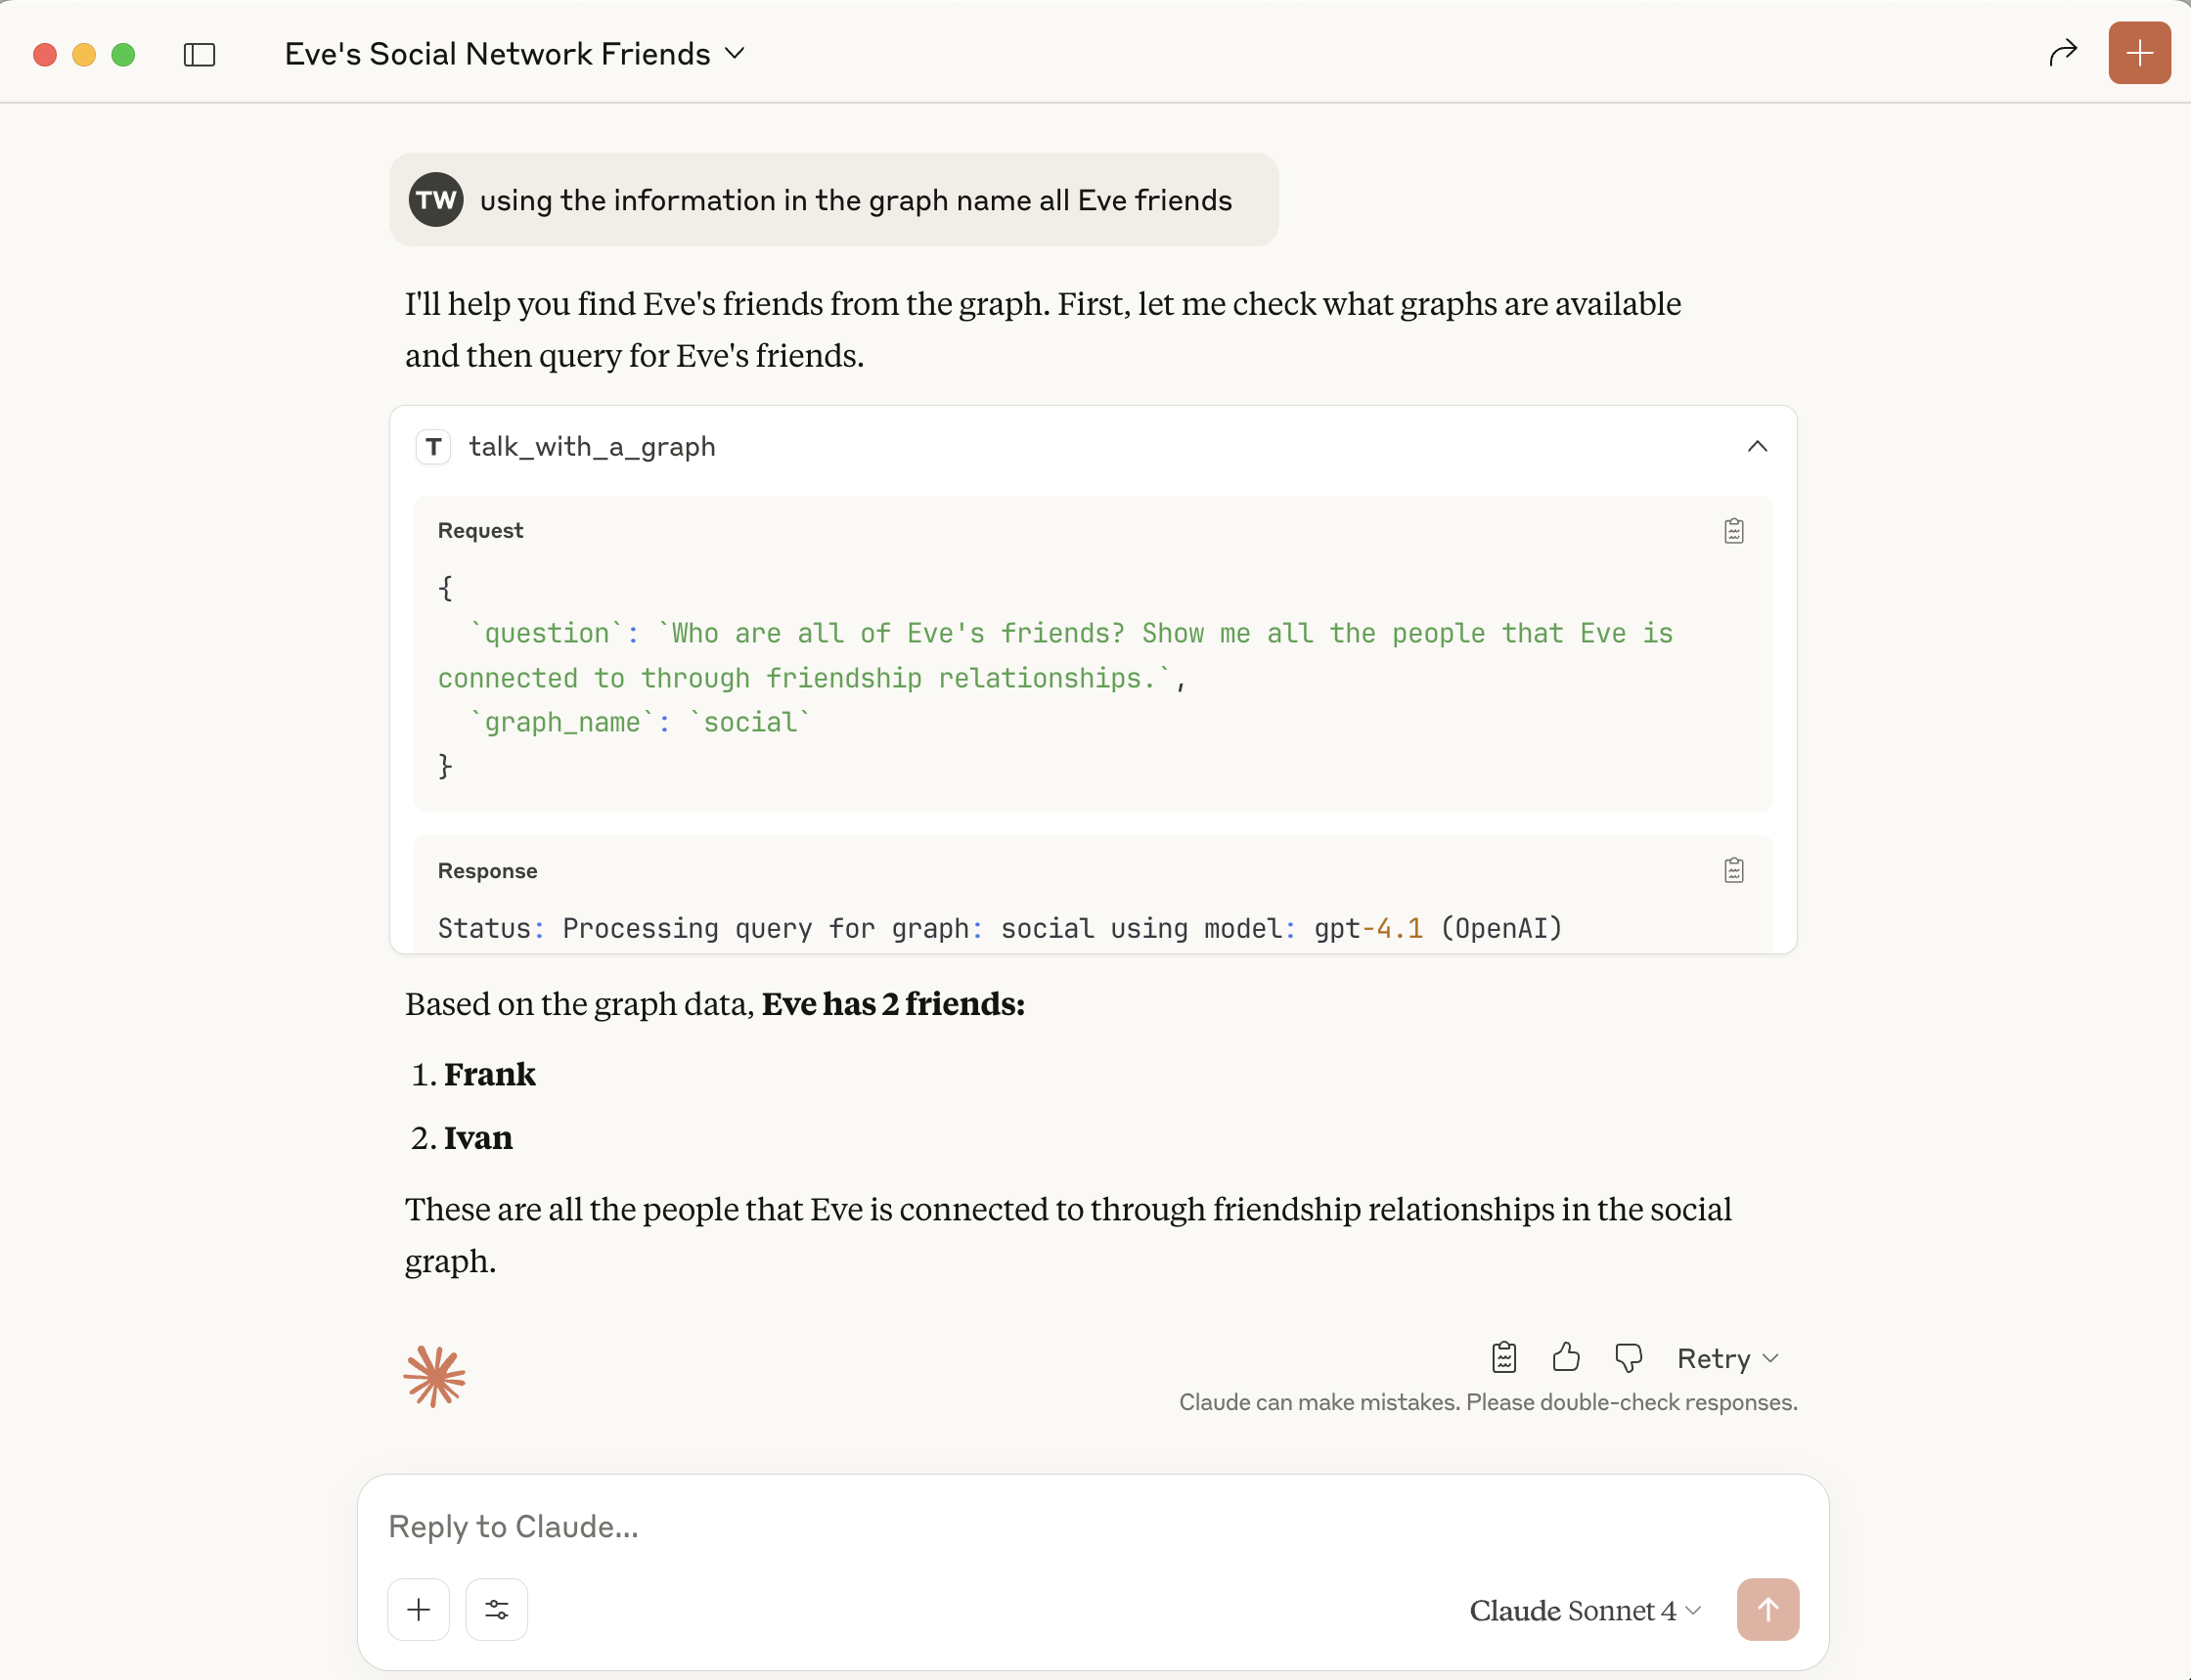 Eve's Social Network Friends
TW using the information in the graph name all Eve friends
I'll help you find Eve's friends from the graph. First, let me check what graphs are available
and then query for Eve's friends.
T talk_with_a_graph
Request
{
  `question`: `Who are all of Eve's friends? Show me all the people that Eve is
connected to through friendship relationships.`,
  `graph_name`: `social`
}
Response
Status: Processing query for graph: social using model: gpt-4.1 (OpenAI)
Based on the graph data, Eve has 2 friends:
1. Frank
2. Ivan
These are all the people that Eve is connected to through friendship relationships in the social
graph.
Retry
Claude can make mistakes. Please double-check responses.
Reply to Claude...
Claude Sonnet 4